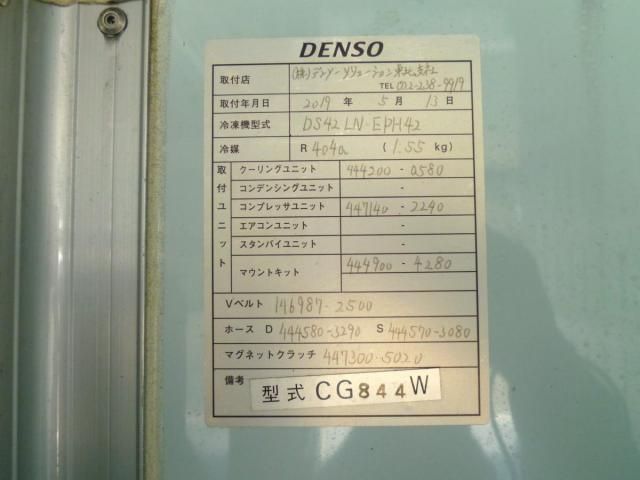 DENSO
取付店 (株)デンソーソリューション東北支社
TEL 022-238-9919
取付年月日 2019 年 5 月 13 日
冷凍機型式 DS42LN-EPH42
冷媒 R 404a ( 1.55 kg)
取付ユニット
クーリングユニット 444200 - 0580
コンデンシングユニット -
コンプレッサユニット 447140 - 2290
エアコンユニット -
スタンバイユニット -
マウントキット 444900 - 4280
Vベルト 146987-2500
ホース D 444580-3290 S 444570-3080
マグネットクラッチ 447300-5020
備考 型式 CG844W